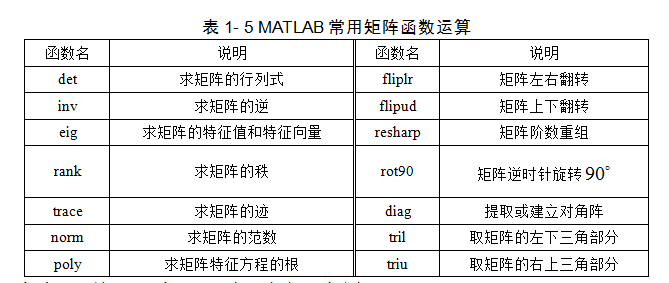 表 1- 5 MATLAB 常用矩阵函数运算
函数名 说明 函数名 说明
det 求矩阵的行列式 fliplr 矩阵左右翻转
inv 求矩阵的逆 flipud 矩阵上下翻转
eig 求矩阵的特征值和特征向量 resharp 矩阵阶数重组
rank 求矩阵的秩 rot90 矩阵逆时针旋转 90°
trace 求矩阵的迹 diag 提取或建立对角阵
norm 求矩阵的范数 tril 取矩阵的左下三角部分
poly 求矩阵特征方程的根 triu 取矩阵的右上三角部分